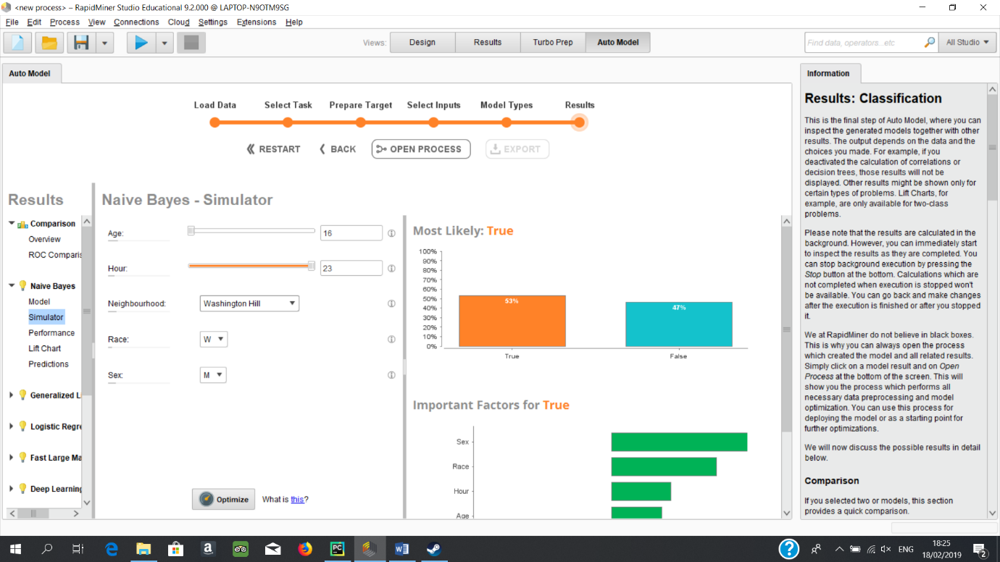 <new process> – RapidMiner Studio Educational 9.2.000 @ LAPTOP-N9OTM9SG
File Edit Process View Connections Cloud Settings Extensions Help
Views: Design Results Turbo Prep Auto Model
Find data, operators...etc
All Studio
Auto Model
Load Data Select Task Prepare Target Select Inputs Model Types Results
RESTART BACK OPEN PROCESS EXPORT
Results
Comparison
Overview
ROC Comparis
Naive Bayes
Model
Simulator
Performance
Lift Chart
Predictions
Generalized Li
Logistic Regre
Fast Large Ma
Deep Learning
Naive Bayes - Simulator
Age: 16
Hour: 23
Neighbourhood: Washington Hill
Race: W
Sex: M
Optimize What is this?
Most Likely: True
100%
90%
80%
70%
60%
50%
40%
30%
20%
10%
0%
53%
47%
True False
Important Factors for True
Sex
Race
Hour
Age
Information
Results: Classification
This is the final step of Auto Model, where you can
inspect the generated models together with other
results. The output depends on the data and the
choices you made. For example, if you
deactivated the calculation of correlations or
decision trees, those results will not be
displayed. Other results might be shown only for
certain types of problems. Lift Charts, for
example, are only available for two-class
problems.
Please note that the results are calculated in the
background. However, you can immediately start
to inspect the results as they are completed. You
can stop background execution by pressing the
Stop button at the bottom. Calculations which are
not completed when execution is stopped won't
be available. You can go back and make changes
after the execution is finished or after you stopped
it.
We at RapidMiner do not believe in black boxes.
This is why you can always open the process
which created the model and all related results.
Simply click on a model result and on Open
Process at the bottom of the screen. This will
show you the process which performs all
necessary data preprocessing and model
optimization. You can use this process for
deploying the model or as a starting point for
further optimizations.
We will now discuss the possible results in detail
below.
Comparison
If you selected two or models, this section
provides a quick comparison.
PC
ENG
18:25
18/02/2019
2